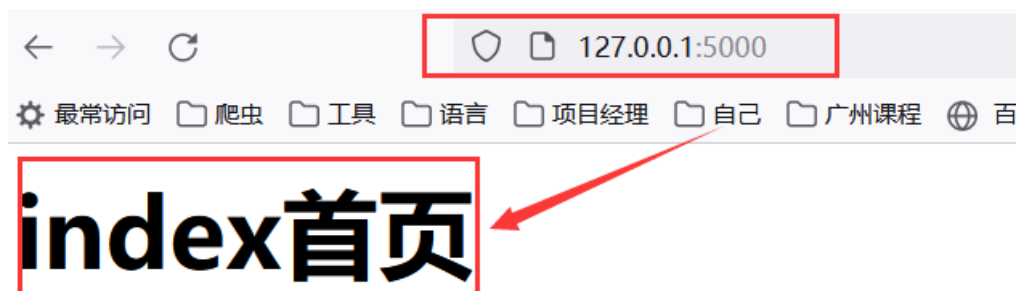 127.0.0.1:5000
最常访问 爬虫 工具 语言 项目经理 自己 广州课程 百
index首页